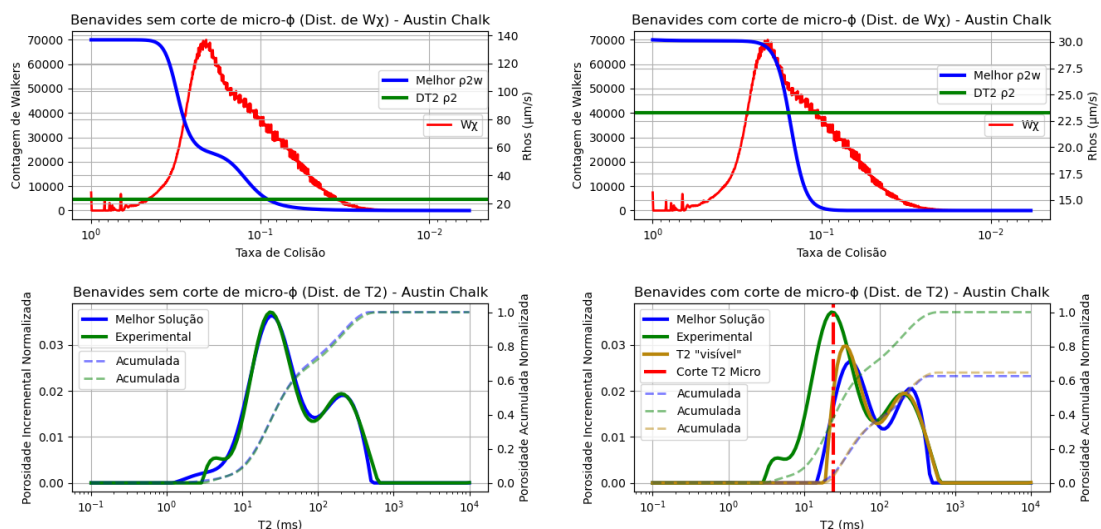 Benavides sem corte de micro-ϕ (Dist. de Wχ) - Austin Chalk
70000
60000
50000
40000
30000
20000
10000
0
Contagem de Walkers
140
120
100
80
60
40
20
Rhos (μm/s)
Melhor ρ2w
DT2 ρ2
Wχ
10⁰
10⁻¹
10⁻²
Taxa de Colisão
Benavides com corte de micro-ϕ (Dist. de Wχ) - Austin Chalk
70000
60000
50000
40000
30000
20000
10000
0
Contagem de Walkers
30.0
27.5
25.0
22.5
20.0
17.5
15.0
Rhos (μm/s)
Melhor ρ2w
DT2 ρ2
Wχ
10⁰
10⁻¹
10⁻²
Taxa de Colisão
Benavides sem corte de micro-ϕ (Dist. de T2) - Austin Chalk
0.03
0.02
0.01
0.00
Porosidade Incremental Normalizada
1.0
0.8
0.6
0.4
0.2
0.0
Porosidade Acumulada Normalizada
Melhor Solução
Experimental
Acumulada
Acumulada
10⁻¹
10⁰
10¹
10²
10³
10⁴
T2 (ms)
Benavides com corte de micro-ϕ (Dist. de T2) - Austin Chalk
0.03
0.02
0.01
0.00
Porosidade Incremental Normalizada
1.0
0.8
0.6
0.4
0.2
0.0
Porosidade Acumulada Normalizada
Melhor Solução
Experimental
T2 "visível"
Corte T2 Micro
Acumulada
Acumulada
Acumulada
10⁻¹
10⁰
10¹
10²
10³
10⁴
T2 (ms)